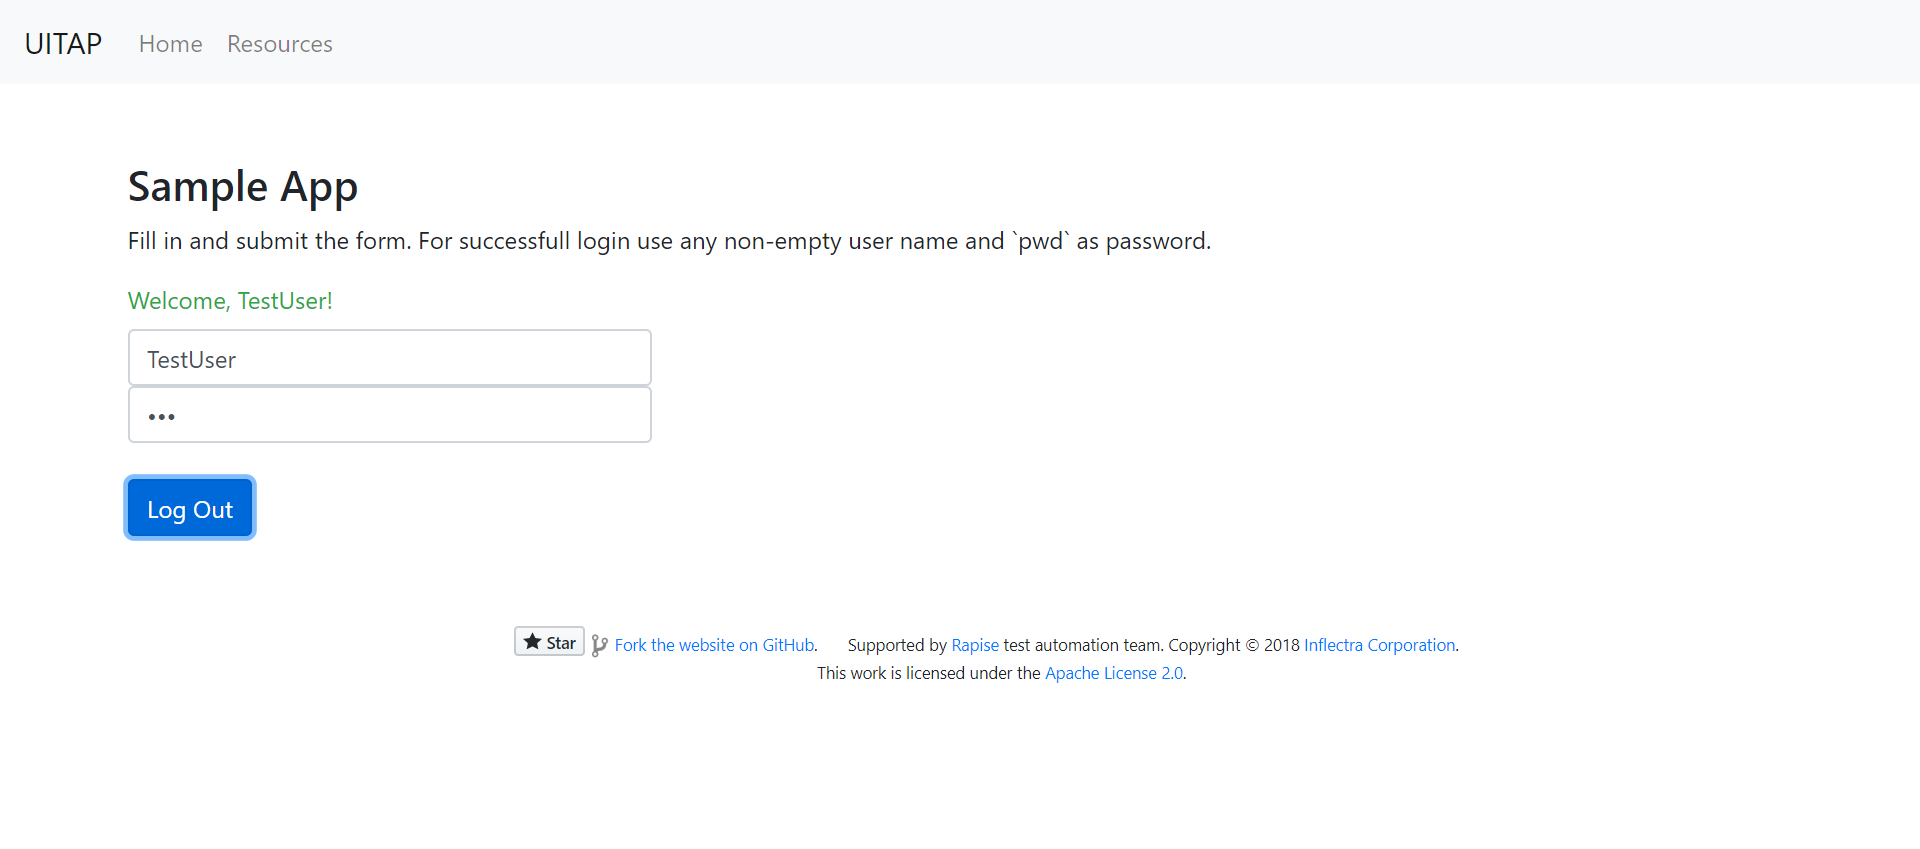 UITAP Home Resources
Sample App
Fill in and submit the form. For successfull login use any non-empty user name and `pwd` as password.
Welcome, TestUser!
TestUser
•••
Log Out
Star Fork the website on GitHub. Supported by Rapise test automation team. Copyright © 2018 Inflectra Corporation.
This work is licensed under the Apache License 2.0.